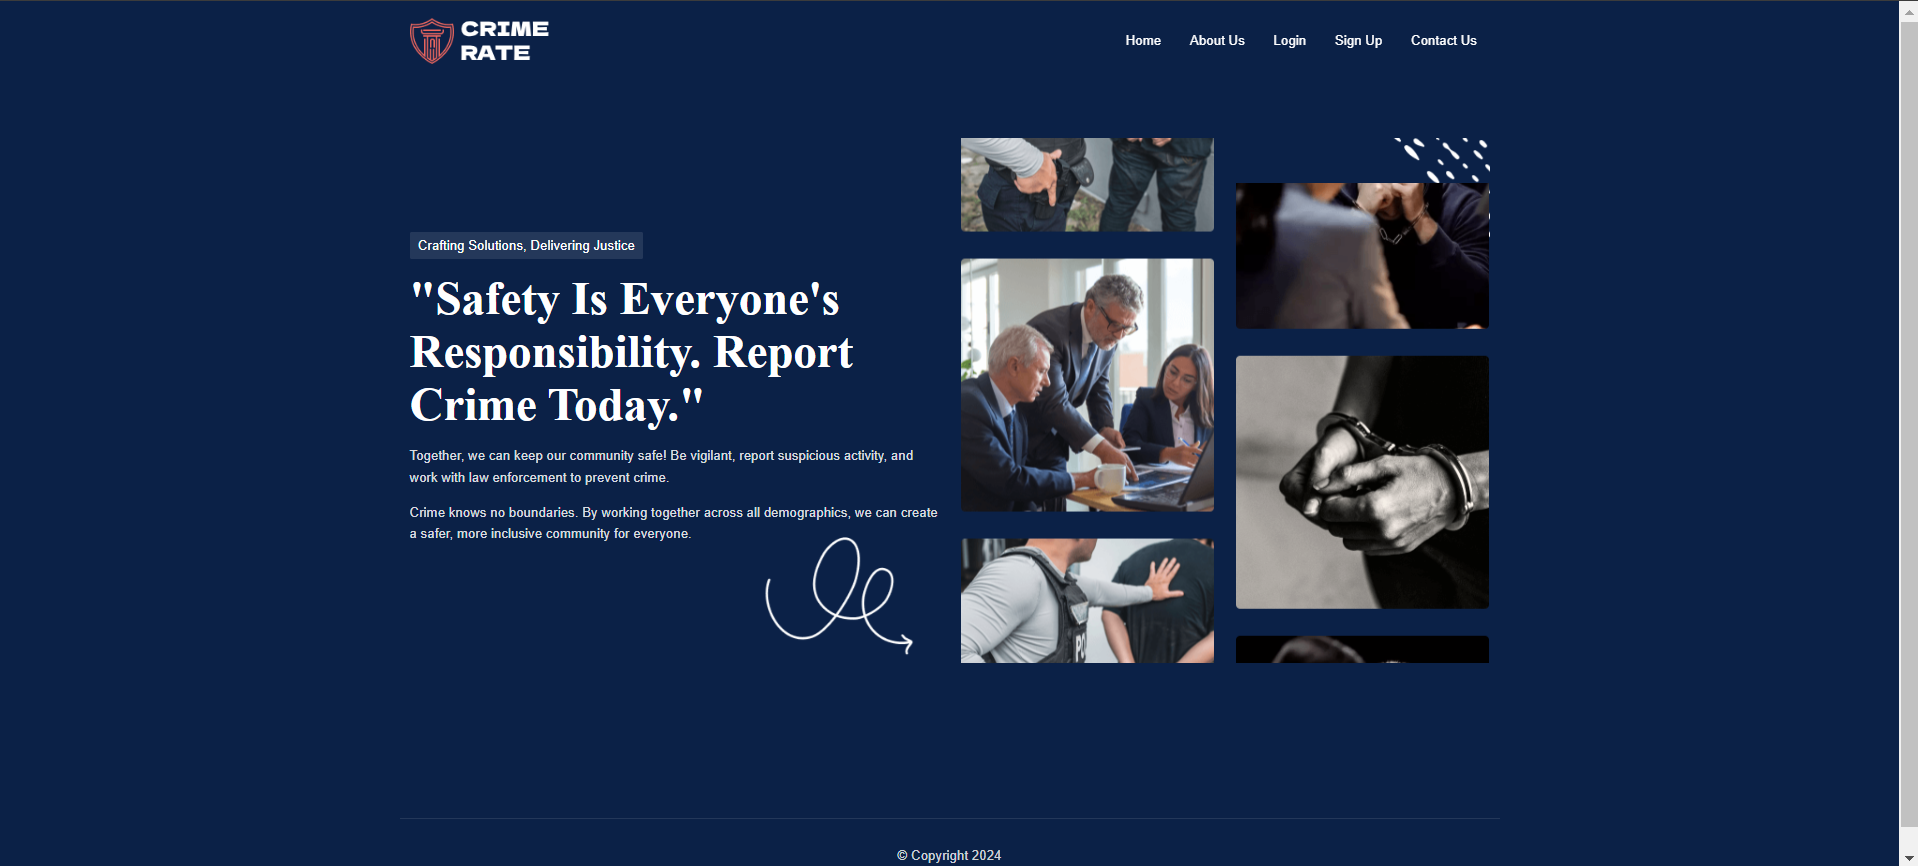 CRIME
RATE
Home About Us Login Sign Up Contact Us
Crafting Solutions, Delivering Justice
"Safety Is Everyone's
Responsibility. Report
Crime Today."
Together, we can keep our community safe! Be vigilant, report suspicious activity, and
work with law enforcement to prevent crime.
Crime knows no boundaries. By working together across all demographics, we can create
a safer, more inclusive community for everyone.
PO
© Copyright 2024